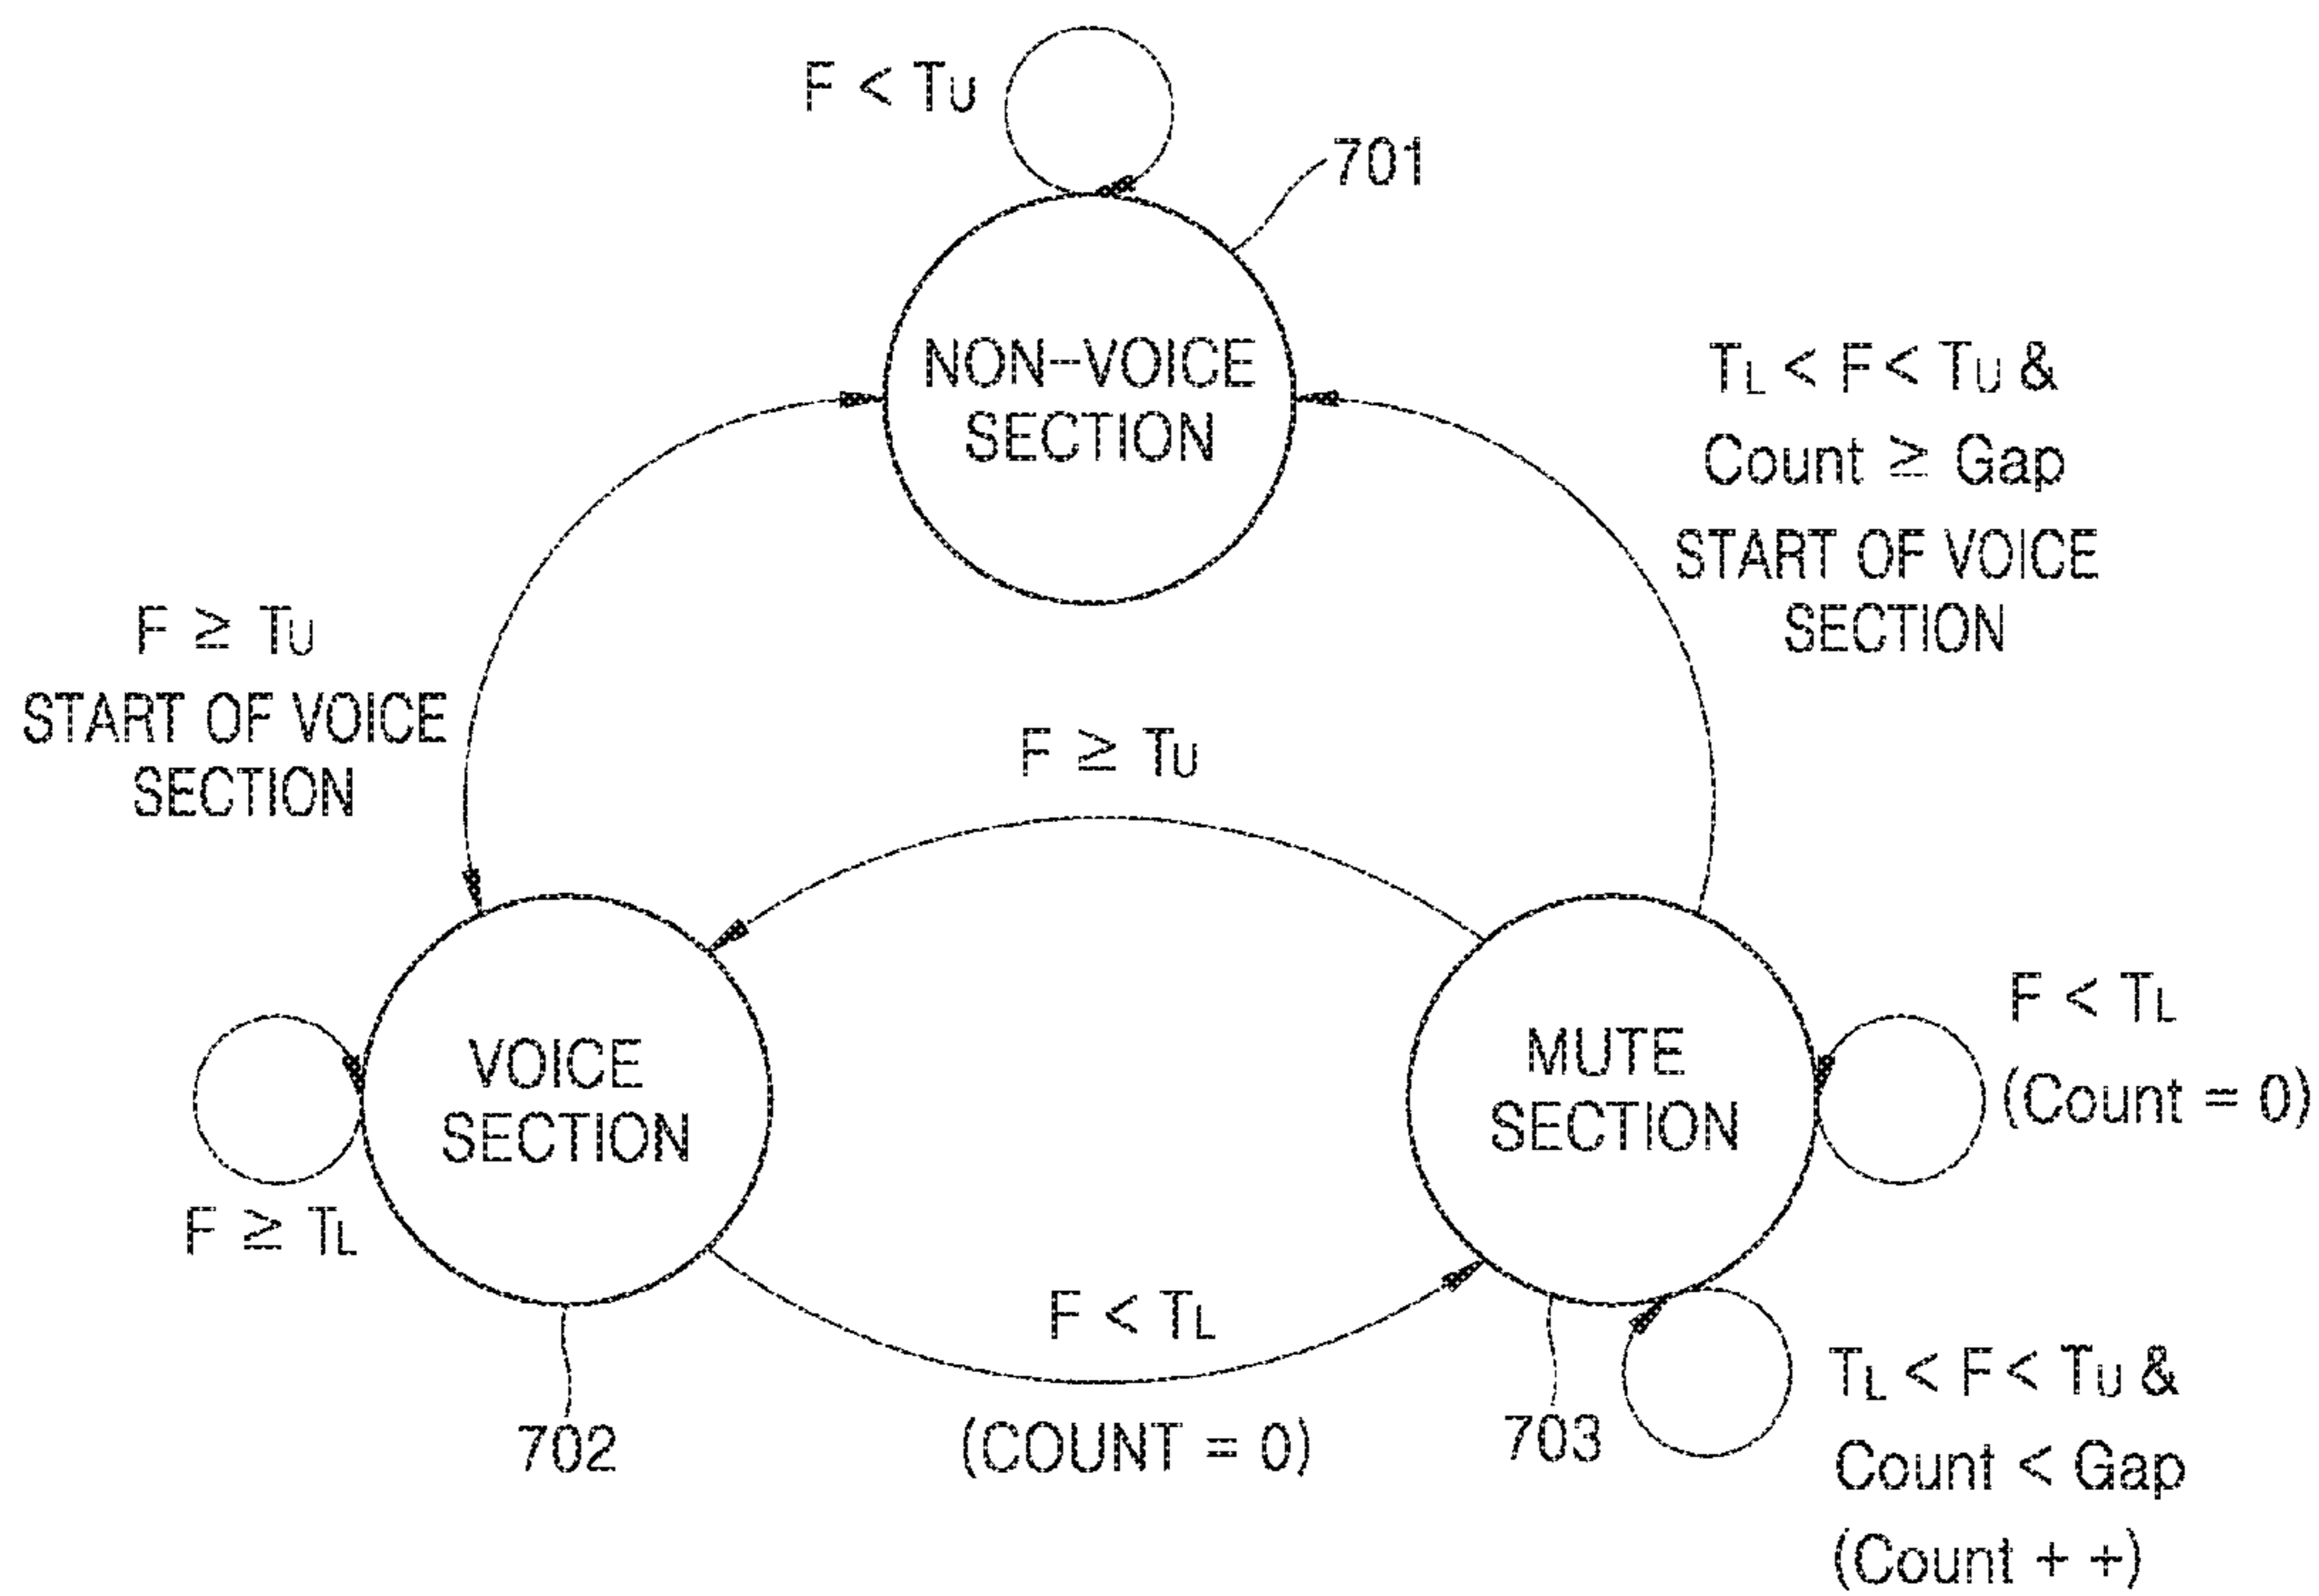 F < TU
701
NON-VOICE
SECTION
TL < F < TU &
Count ≧ Gap
START OF VOICE
SECTION
F ≧ TU
START OF VOICE
SECTION
F ≧ TU
VOICE
SECTION
MUTE
SECTION
F < TL
(Count = 0)
F ≧ TL
F < TL
(COUNT = 0)
702
703
TL < F < TU &
Count < Gap
(Count + +)